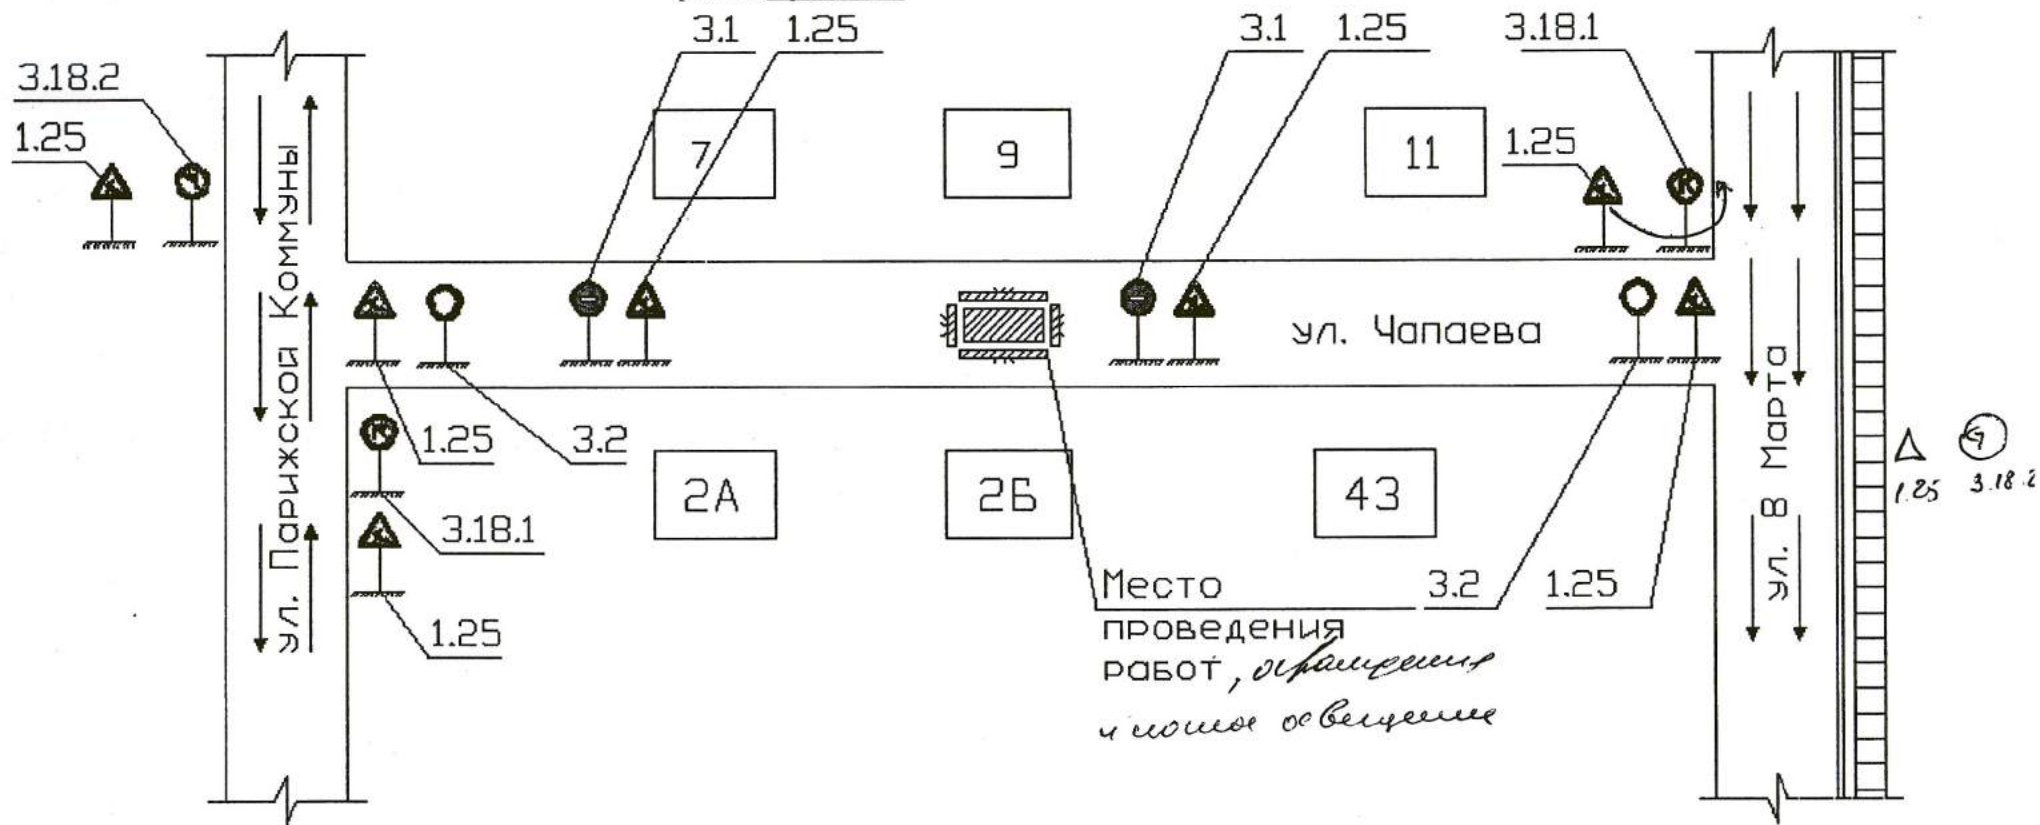 3.1 1.25 3.1 1.25 3.18.1
3.18.2
1.25
1.25
7 9 11
ул. Парижской Коммуны
ул. Чапаева
ул. 8 Марта
1.25 3.2
2А 2Б 43
1.25 3.18.2
3.18.1
1.25
Место 3.2 1.25
проведения
работ, ограждение
и ночное освещение